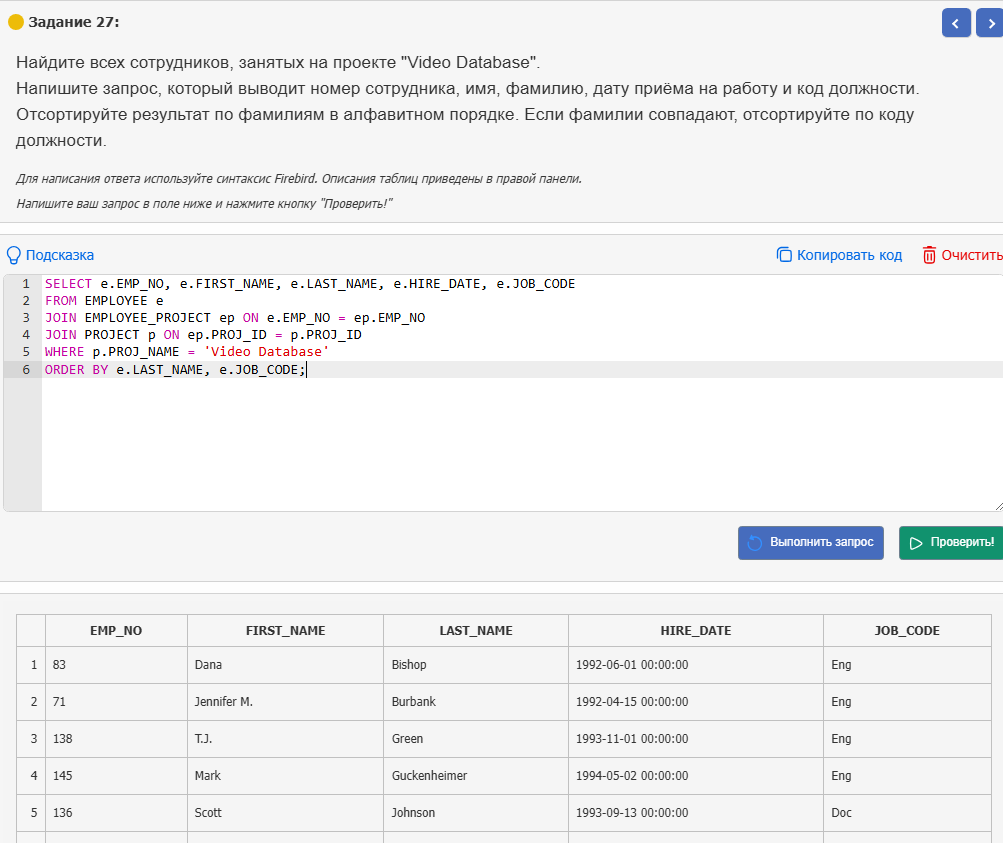 Задание 27:
Найдите всех сотрудников, занятых на проекте "Video Database".
Напишите запрос, который выводит номер сотрудника, имя, фамилию, дату приёма на работу и код должности.
Отсортируйте результат по фамилиям в алфавитном порядке. Если фамилии совпадают, отсортируйте по коду
должности.
Для написания ответа используйте синтаксис Firebird. Описания таблиц приведены в правой панели.
Напишите ваш запрос в поле ниже и нажмите кнопку "Проверить!"
Подсказка Копировать код Очистить
1 SELECT e.EMP_NO, e.FIRST_NAME, e.LAST_NAME, e.HIRE_DATE, e.JOB_CODE
2 FROM EMPLOYEE e
3 JOIN EMPLOYEE_PROJECT ep ON e.EMP_NO = ep.EMP_NO
4 JOIN PROJECT p ON ep.PROJ_ID = p.PROJ_ID
5 WHERE p.PROJ_NAME = 'Video Database'
6 ORDER BY e.LAST_NAME, e.JOB_CODE;
Выполнить запрос Проверить!
EMP_NO FIRST_NAME LAST_NAME HIRE_DATE JOB_CODE
1 83 Dana Bishop 1992-06-01 00:00:00 Eng
2 71 Jennifer M. Burbank 1992-04-15 00:00:00 Eng
3 138 T.J. Green 1993-11-01 00:00:00 Eng
4 145 Mark Guckenheimer 1994-05-02 00:00:00 Eng
5 136 Scott Johnson 1993-09-13 00:00:00 Doc